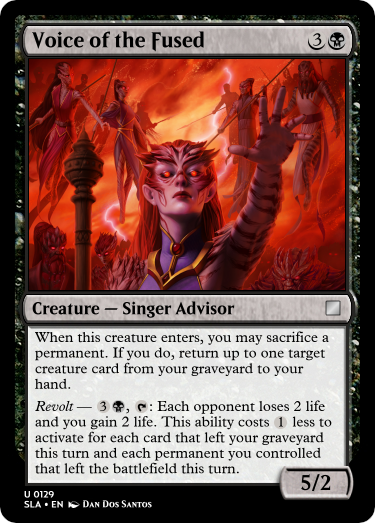 Voice of the Fused 3
Creature — Singer Advisor
When this creature enters, you may sacrifice a
permanent. If you do, return up to one target
creature card from your graveyard to your
hand.
Revolt — 3 , : Each opponent loses 2 life
and you gain 2 life. This ability costs 1 less to
activate for each card that left your graveyard
this turn and each permanent you controlled
that left the battlefield this turn.
5/2
U 0129
SLA • EN Dan Dos Santos